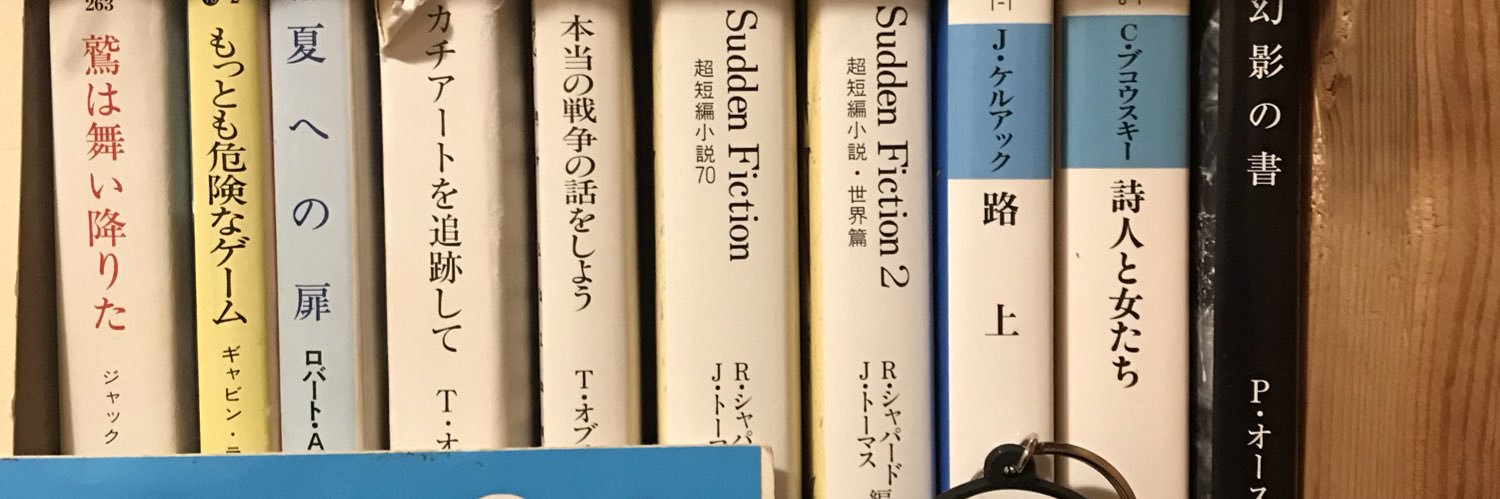 263
鷲は舞い降りた
ジャック
もっとも危険なゲーム
ギャビン・
夏への扉
ロバート・A
カチアートを追跡して
T・オ
本当の戦争の話をしよう
T・オブ
Sudden Fiction
超短編小説70
R・シャパード
J・トーマス
Sudden Fiction 2
超短編小説・世界篇
R・シャパード
J・トーマス
編
J・ケルアック
路上
C・ブコウスキー
詩人と女たち
幻影の書
P・オース